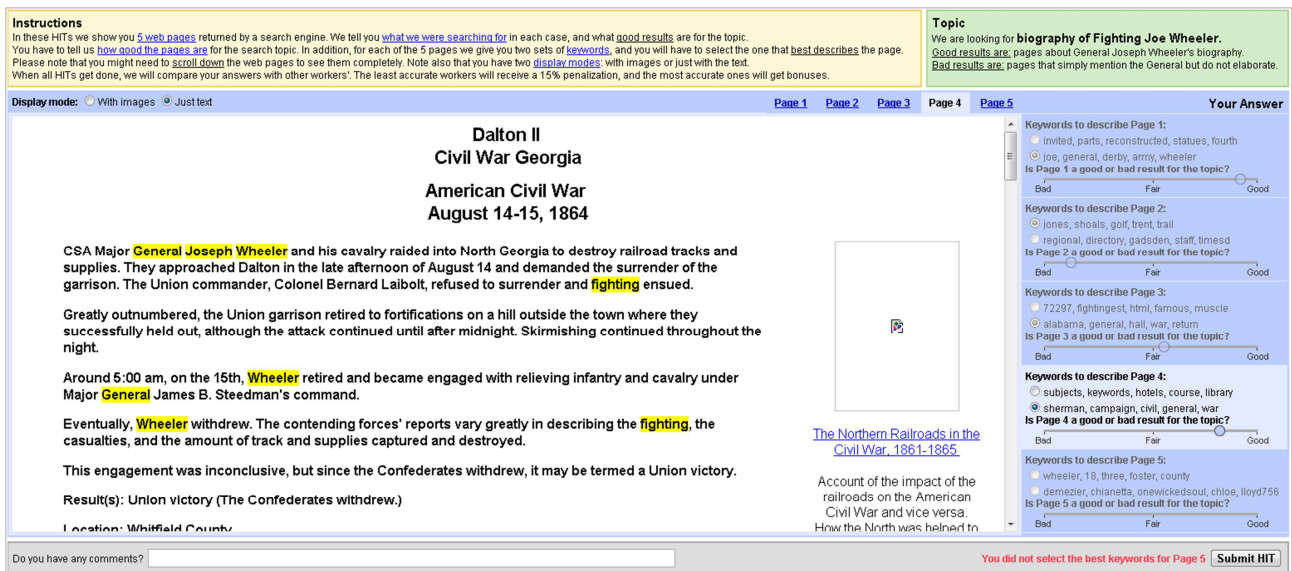 Instructions
In these HITs we show you 5 web pages returned by a search engine. We tell you what we were searching for in each case, and what good results are for the topic.
You have to tell us how good the pages are for the search topic. In addition, for each of the 5 pages we give you two sets of keywords, and you will have to select the one that best describes the page.
Please note that you might need to scroll down the web pages to see them completely. Note also that you have two display modes: with images or just with the text.
When all HITs get done, we will compare your answers with other workers'. The least accurate workers will receive a 15% penalization, and the most accurate ones will get bonuses.
Topic
We are looking for biography of Fighting Joe Wheeler.
Good results are: pages about General Joseph Wheeler's biography.
Bad results are: pages that simply mention the General but do not elaborate.
Display mode: With images Just text
Page 1 Page 2 Page 3 Page 4 Page 5
Your Answer
Dalton II
Civil War Georgia
American Civil War
August 14-15, 1864
CSA Major General Joseph Wheeler and his cavalry raided into North Georgia to destroy railroad tracks and
supplies. They approached Dalton in the late afternoon of August 14 and demanded the surrender of the
garrison. The Union commander, Colonel Bernard Laibolt, refused to surrender and fighting ensued.
Greatly outnumbered, the Union garrison retired to fortifications on a hill outside the town where they
successfully held out, although the attack continued until after midnight. Skirmishing continued throughout the
night.
Around 5:00 am, on the 15th, Wheeler retired and became engaged with relieving infantry and cavalry under
Major General James B. Steedman's command.
Eventually, Wheeler withdrew. The contending forces' reports vary greatly in describing the fighting, the
casualties, and the amount of track and supplies captured and destroyed.
This engagement was inconclusive, but since the Confederates withdrew, it may be termed a Union victory.
Result(s): Union victory (The Confederates withdrew.)
Location: Whitfield County
The Northern Railroads in the
Civil War, 1861-1865
Account of the impact of the
railroads on the American
Civil War and vice versa.
How the North was helped to
Keywords to describe Page 1:
invited, parts, reconstructed, statues, fourth
joe, general, derby, army, wheeler
Is Page 1 a good or bad result for the topic?
Bad Fair Good
Keywords to describe Page 2:
jones, shoals, golf, trent, trail
regional, directory, gadsden, staff, timesd
Is Page 2 a good or bad result for the topic?
Bad Fair Good
Keywords to describe Page 3:
72297, fightingest, html, famous, muscle
alabama, general, hall, war, return
Is Page 3 a good or bad result for the topic?
Bad Fair Good
Keywords to describe Page 4:
subjects, keywords, hotels, course, library
sherman, campaign, civil, general, war
Is Page 4 a good or bad result for the topic?
Bad Fair Good
Keywords to describe Page 5:
wheeler, 18, three, foster, county
demezier, chianetta, onewickedsoul, chloe, lloyd756
Is Page 5 a good or bad result for the topic?
Bad Fair Good
Do you have any comments?
You did not select the best keywords for Page 5 Submit HIT